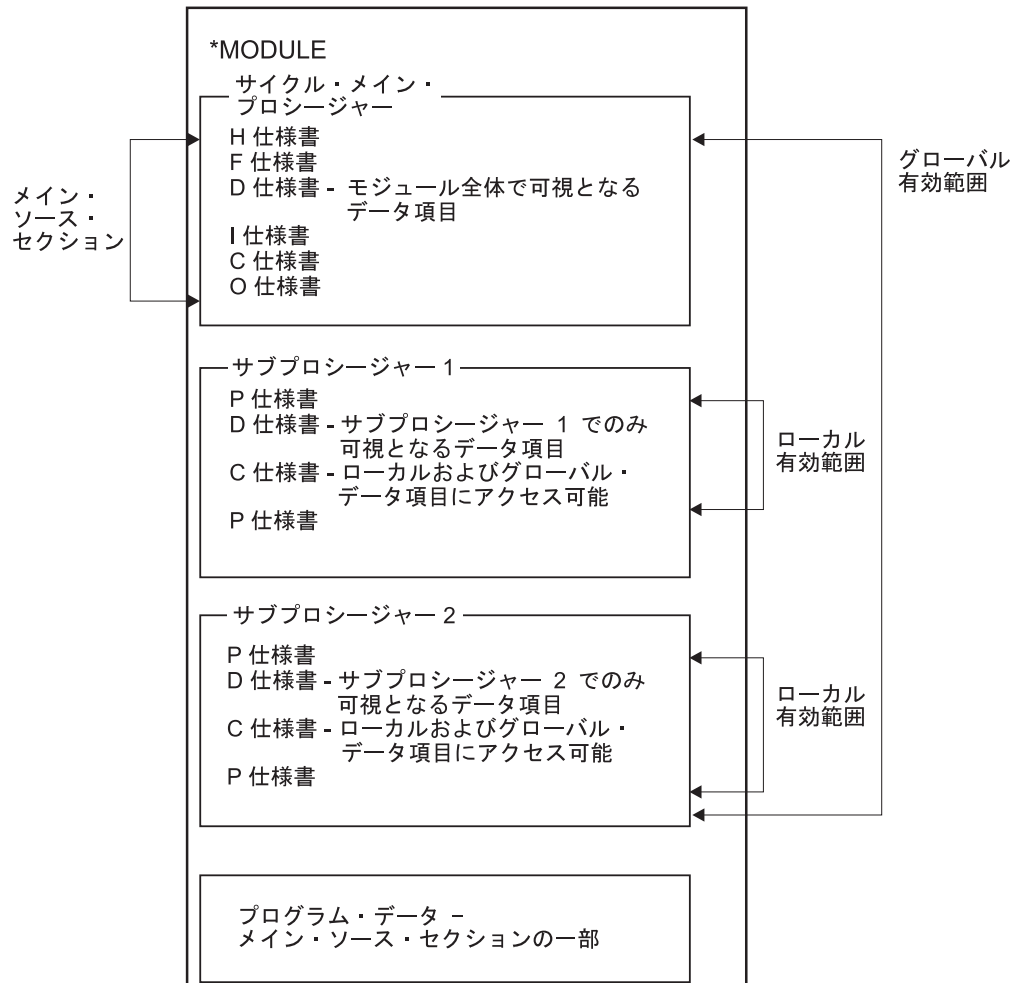 *MODULE
サイクル・メイン・
プロシージャー
H 仕様書
F 仕様書
D 仕様書 - モジュール全体で可視となる
データ項目
I 仕様書
C 仕様書
O 仕様書
メイン・
ソース・
セクション
グローバル
有効範囲
サブプロシージャー 1
P 仕様書
D 仕様書 - サブプロシージャー 1 でのみ
可視となるデータ項目
C 仕様書 - ローカルおよびグローバル・
データ項目にアクセス可能
P 仕様書
ローカル
有効範囲
サブプロシージャー 2
P 仕様書
D 仕様書 - サブプロシージャー 2 でのみ
可視となるデータ項目
C 仕様書 - ローカルおよびグローバル・
データ項目にアクセス可能
P 仕様書
ローカル
有効範囲
プログラム・データ －
メイン・ソース・セクションの一部